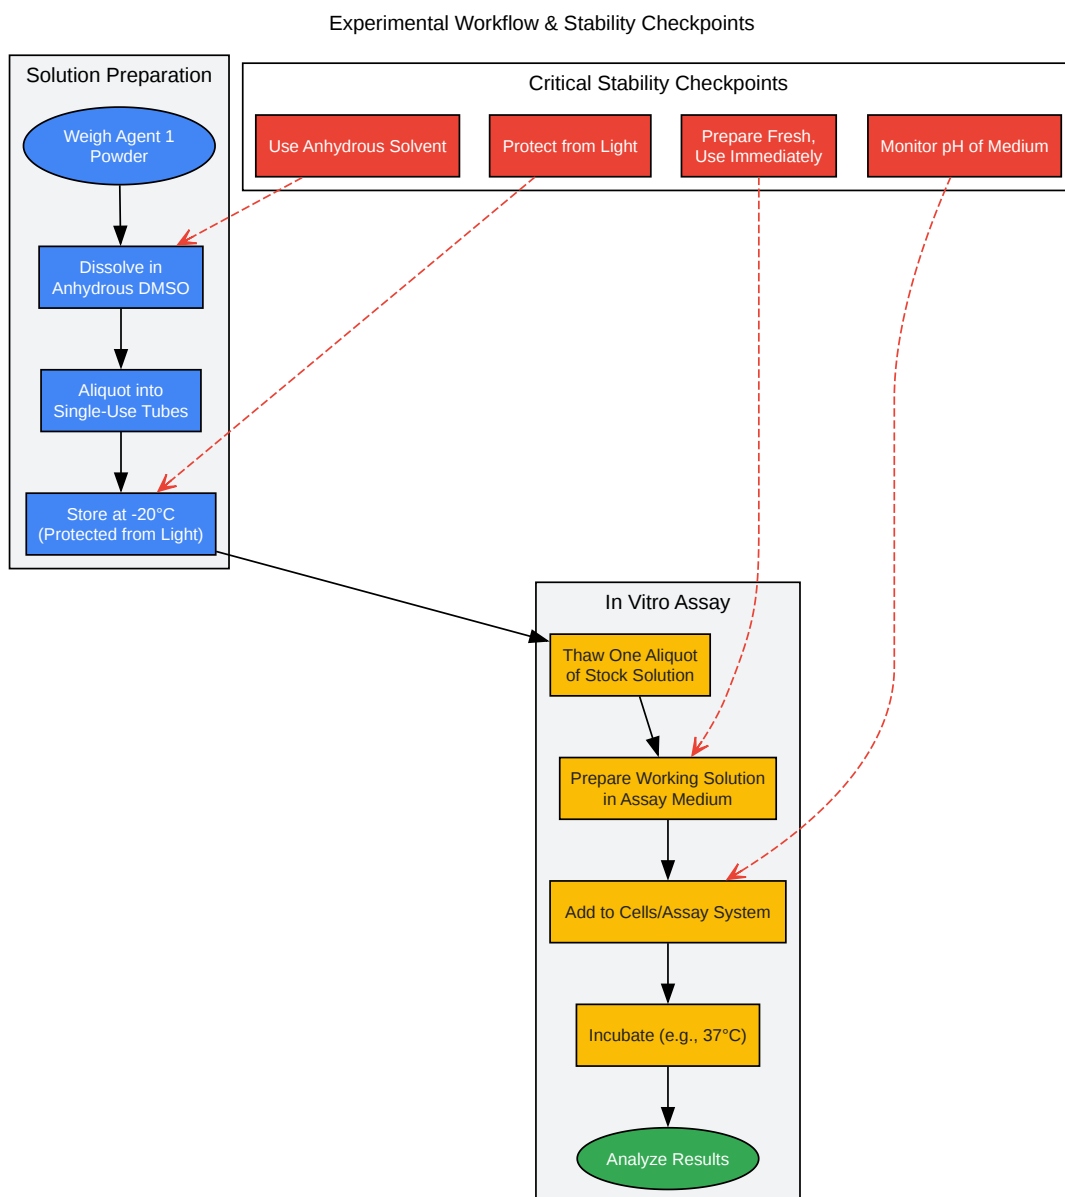 Experimental Workflow & Stability Checkpoints
Solution Preparation
Weigh Agent 1
Powder
Dissolve in
Anhydrous DMSO
Aliquot into
Single-Use Tubes
Store at -20°C
(Protected from Light)
Critical Stability Checkpoints
Use Anhydrous Solvent
Protect from Light
Prepare Fresh,
Use Immediately
Monitor pH of Medium
In Vitro Assay
Thaw One Aliquot
of Stock Solution
Prepare Working Solution
in Assay Medium
Add to Cells/Assay System
Incubate (e.g., 37°C)
Analyze Results